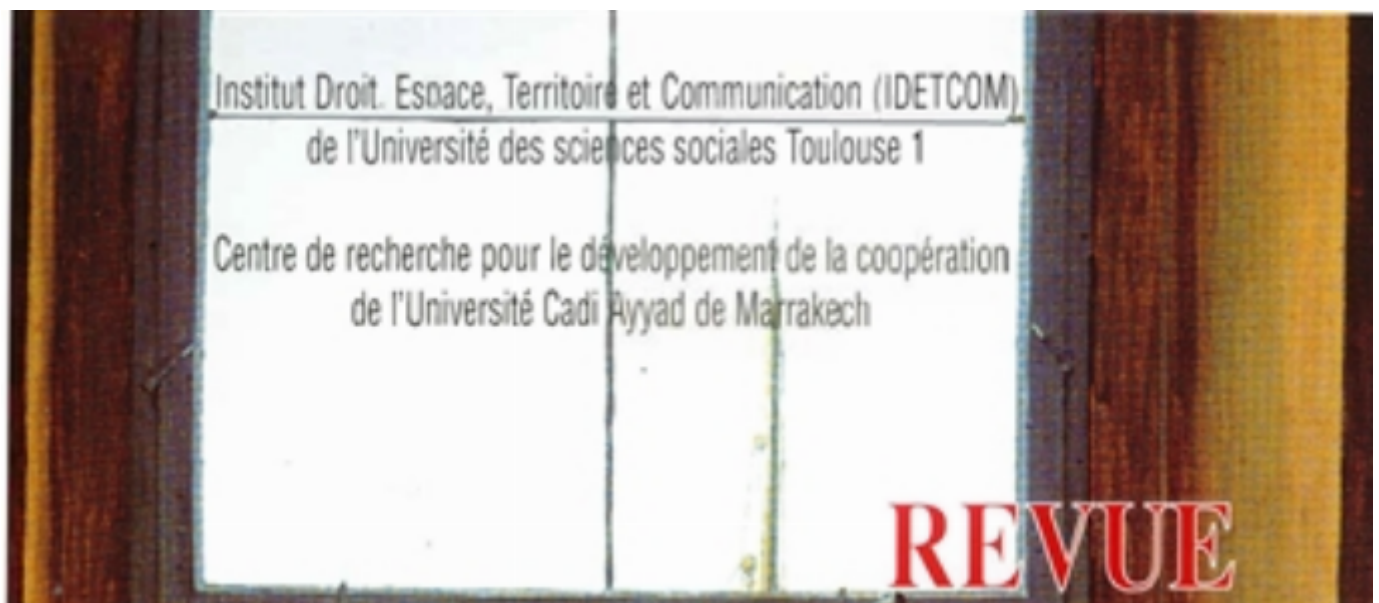 Institut Droit. Espace, Territoire et Communication (IDETCOM)
de l'Université des sciences sociales Toulouse 1
Centre de recherche pour le développement de la coopération
de l'Université Cadi Ayyad de Marrakech
REVUE